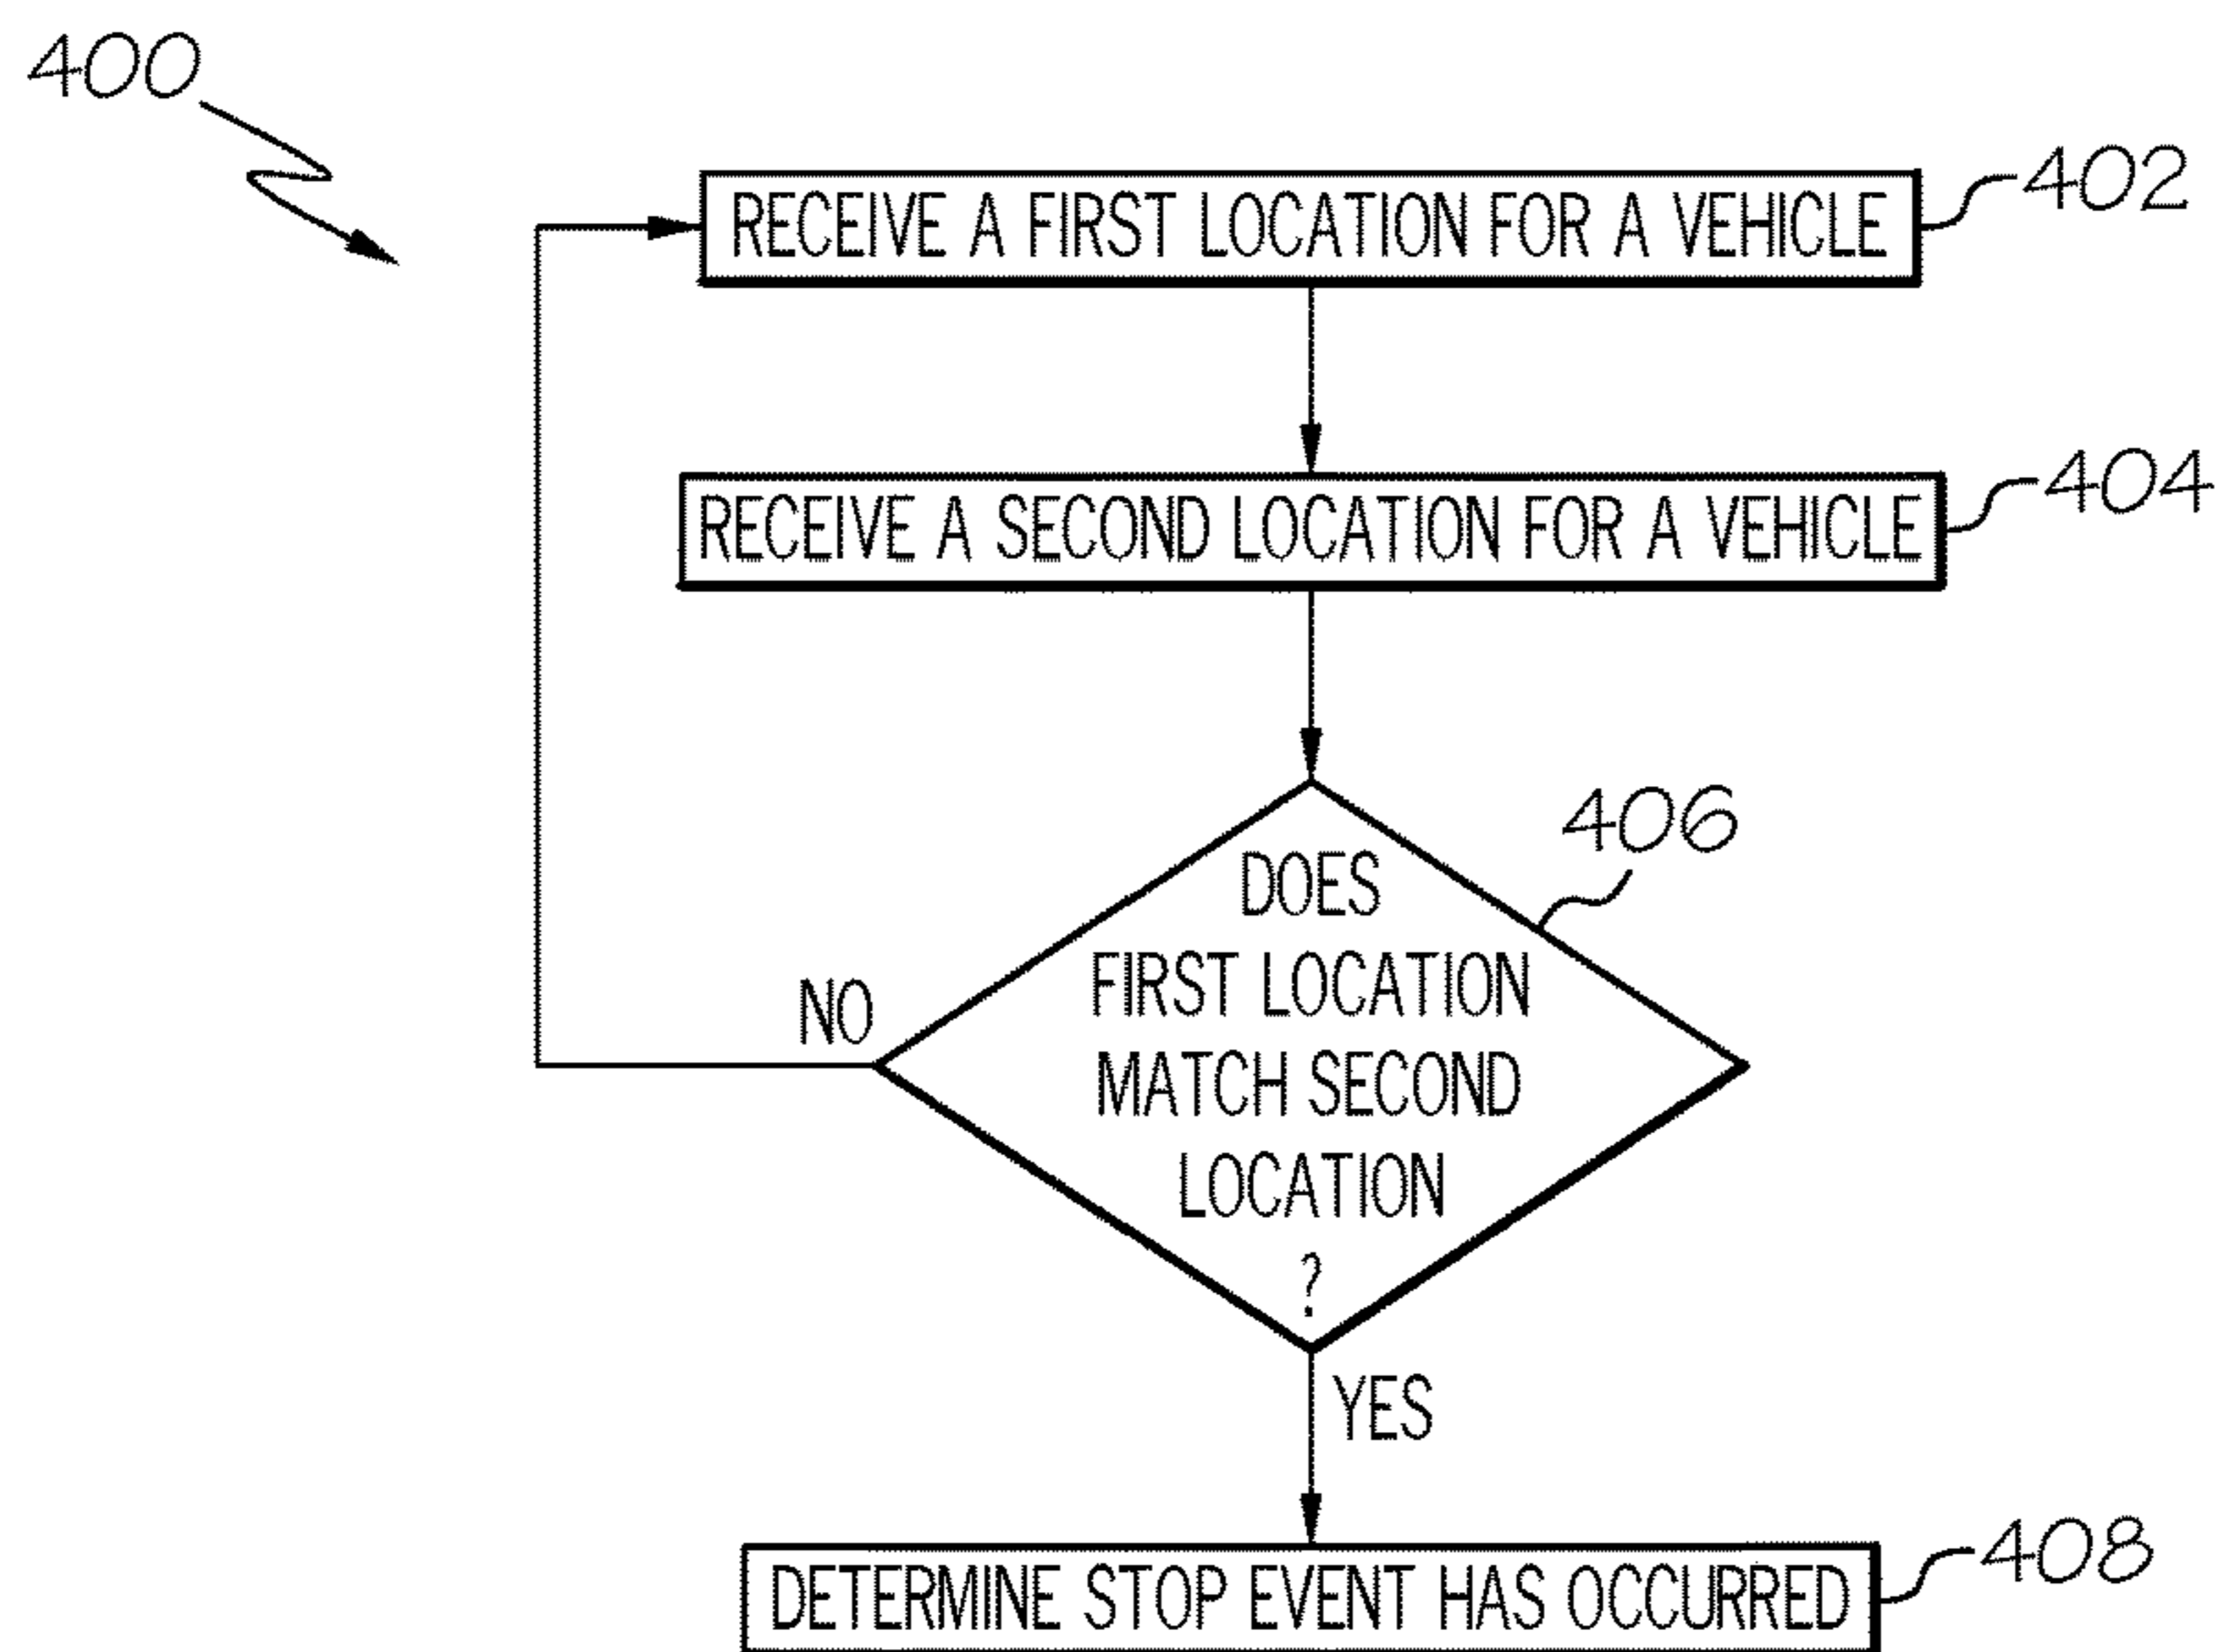 400
RECEIVE A FIRST LOCATION FOR A VEHICLE
402
RECEIVE A SECOND LOCATION FOR A VEHICLE
404
406
DOES
FIRST LOCATION
MATCH SECOND
LOCATION
?
NO
YES
DETERMINE STOP EVENT HAS OCCURRED
408